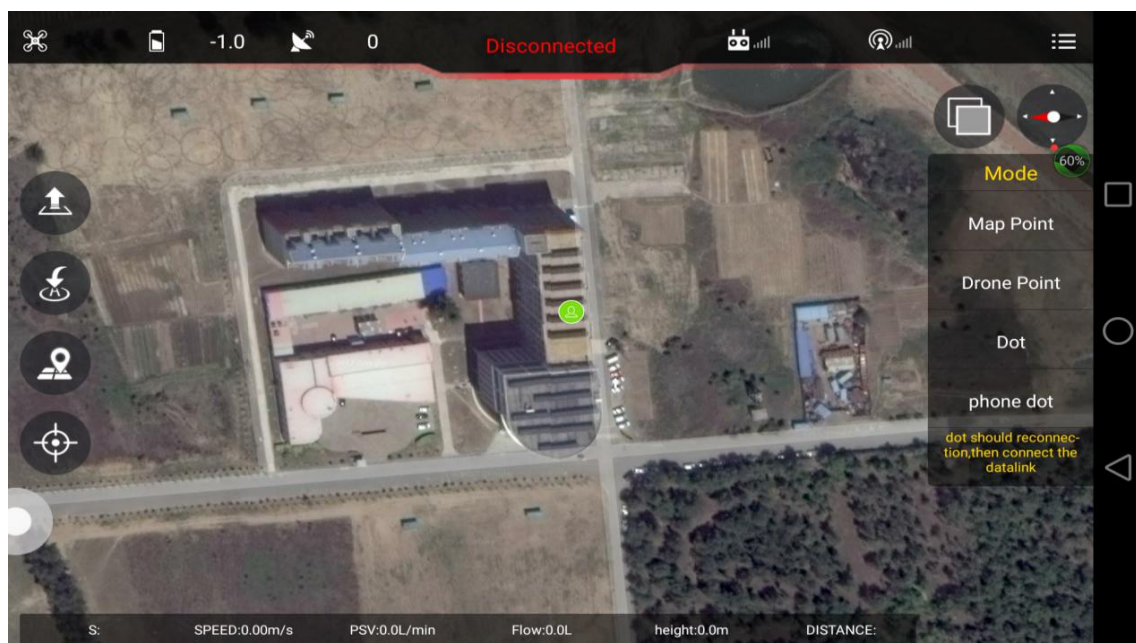 -1.0
0
Disconnected
60%
Mode
Map Point
Drone Point
Dot
phone dot
dot should reconnec-
tion,then connect the
datalink
S:
SPEED:0.00m/s
PSV:0.0L/min
Flow:0.0L
height:0.0m
DISTANCE: